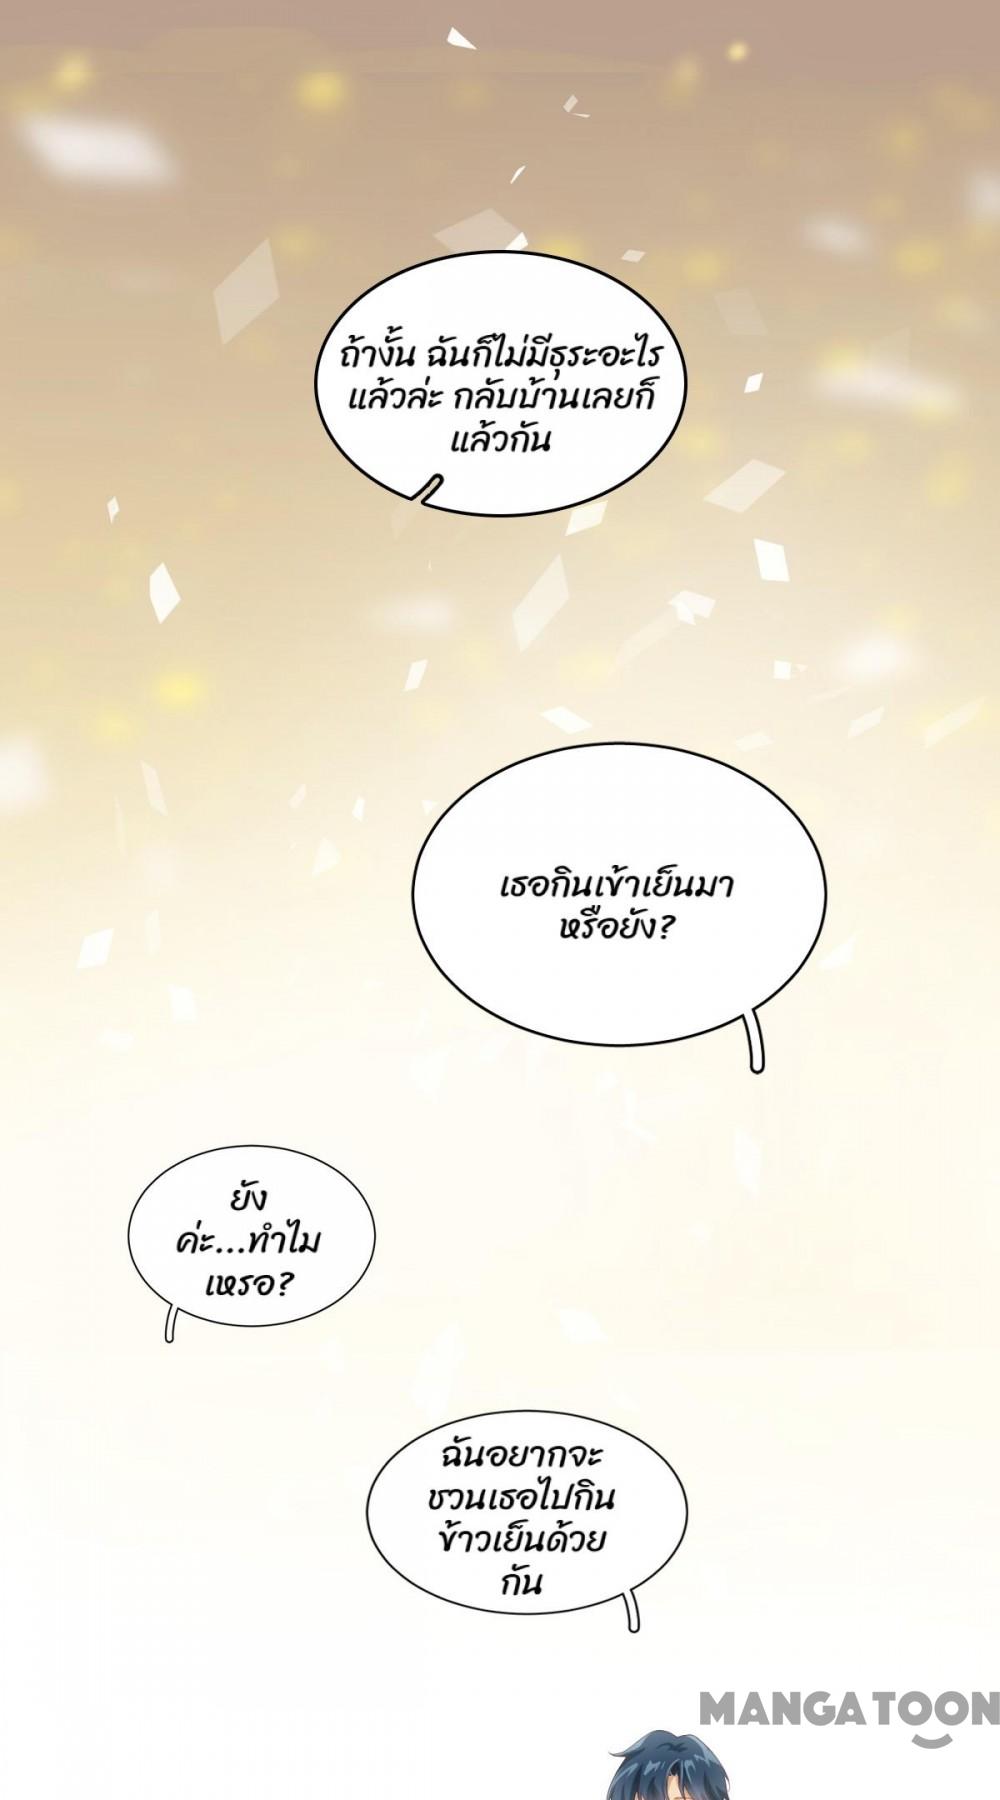 ถ้างั้น ฉันก็ไม่มีธุระอะไร
แล้วล่ะ กลับบ้านเลยก็
แล้วกัน
เธอกินเข้าเย็นมา
หรือยัง?
ยัง
ค่ะ...ทำไม
เหรอ?
ฉันอยากจะ
ชวนเธอไปกิน
ข้าวเย็นด้วย
กัน
MANGATOON